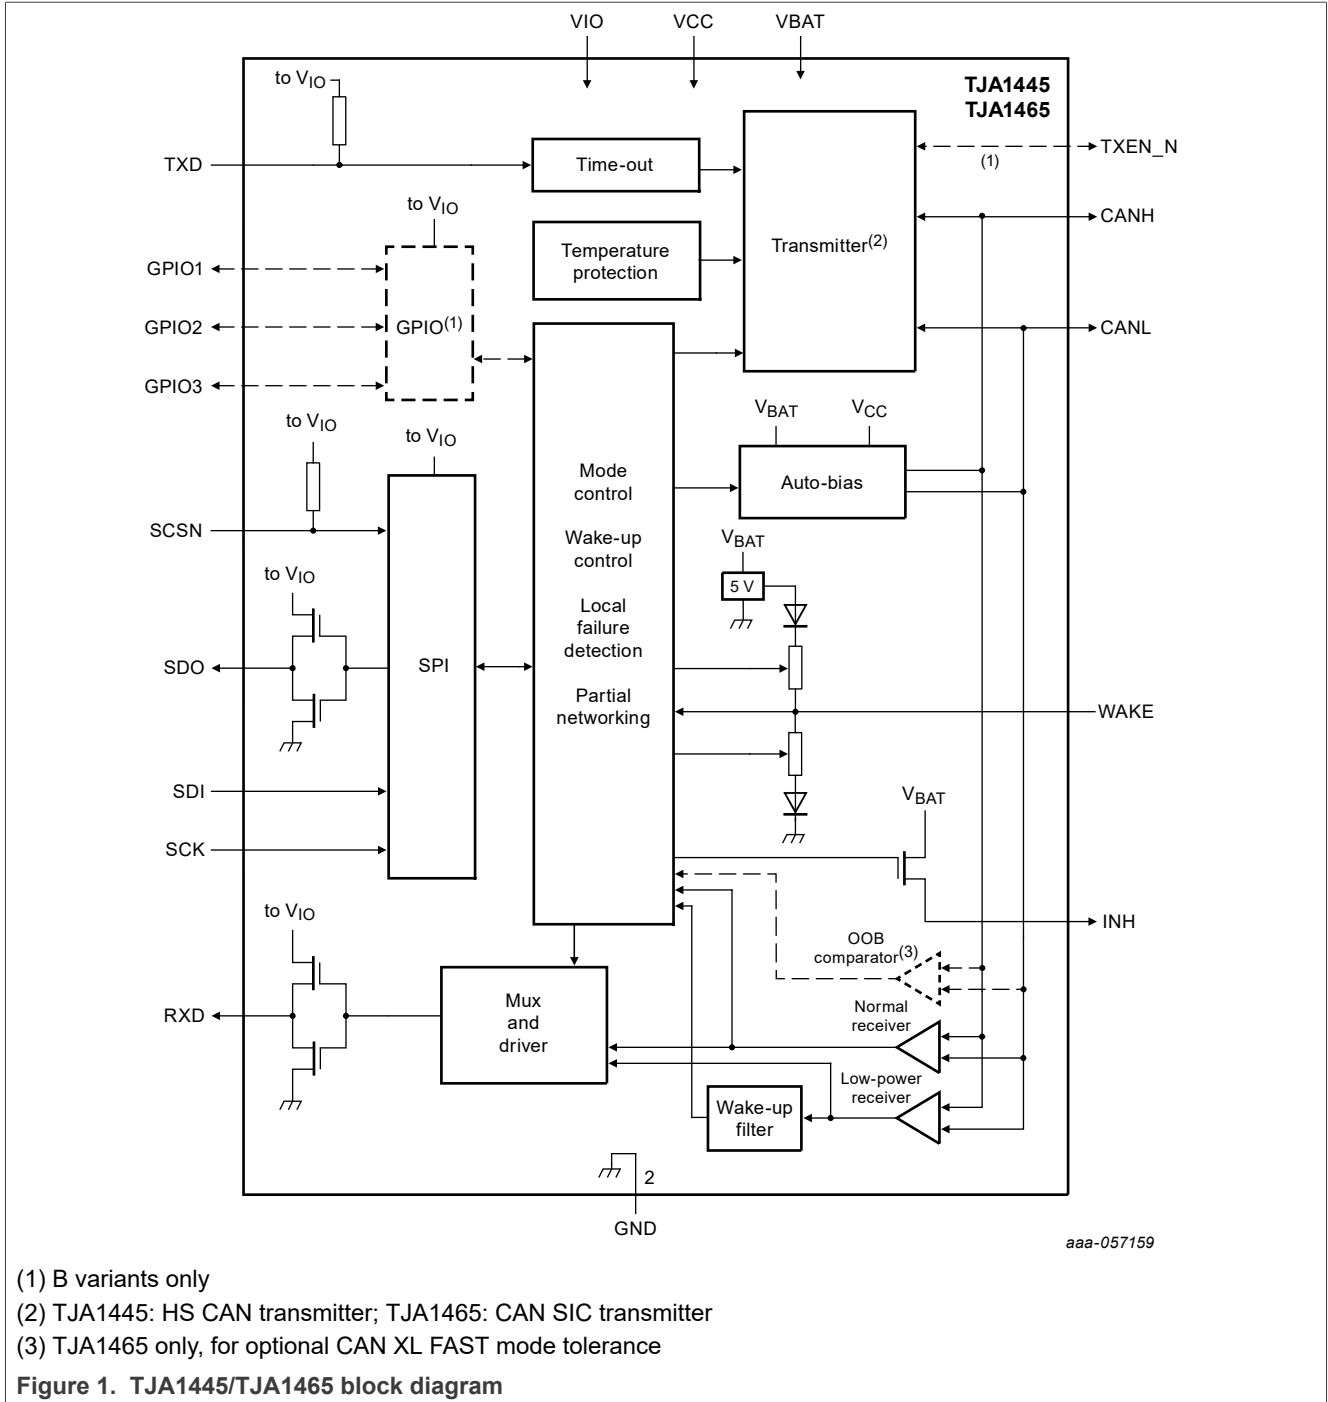 VIO
VCC
VBAT
TJA1445
TJA1465
to VIO
TXD
Time-out
TXEN_N
(1)
to VIO
CANH
Temperature
protection
Transmitter(2)
GPIO1
GPIO2
GPIO(1)
CANL
GPIO3
to VIO
to VIO
VBAT
VCC
Mode
control
Auto-bias
SCSN
Wake-up
control
VBAT
5 V
to VIO
Local
failure
detection
SDO
SPI
Partial
networking
WAKE
SDI
VBAT
SCK
to VIO
INH
OOB
comparator(3)
RXD
Mux
and
driver
Normal
receiver
Low-power
receiver
Wake-up
filter
2
GND
aaa-057159
(1) B variants only
(2) TJA1445: HS CAN transmitter; TJA1465: CAN SIC transmitter
(3) TJA1465 only, for optional CAN XL FAST mode tolerance
Figure 1. TJA1445/TJA1465 block diagram